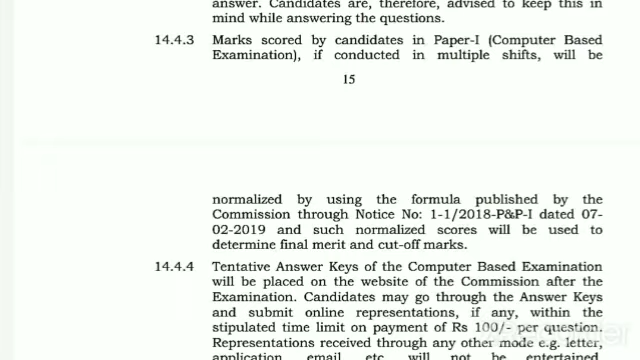 answer. Candidates are, therefore, advised to keep this in
mind while answering the questions.
14.4.3 Marks scored by candidates in Paper-I (Computer Based
Examination), if conducted in multiple shifts, will be
15
normalized by using the formula published by the
Commission through Notice No: 1-1/2018-P&P-I dated 07-
02-2019 and such normalized scores will be used to
determine final merit and cut-off marks.
14.4.4 Tentative Answer Keys of the Computer Based Examination
will be placed on the website of the Commission after the
Examination. Candidates may go through the Answer Keys
and submit online representations, if any, within the
stipulated time limit on payment of Rs 100/- per question.
Representations received through any other mode e.g. letter,
application, email, etc. will not be entertained.